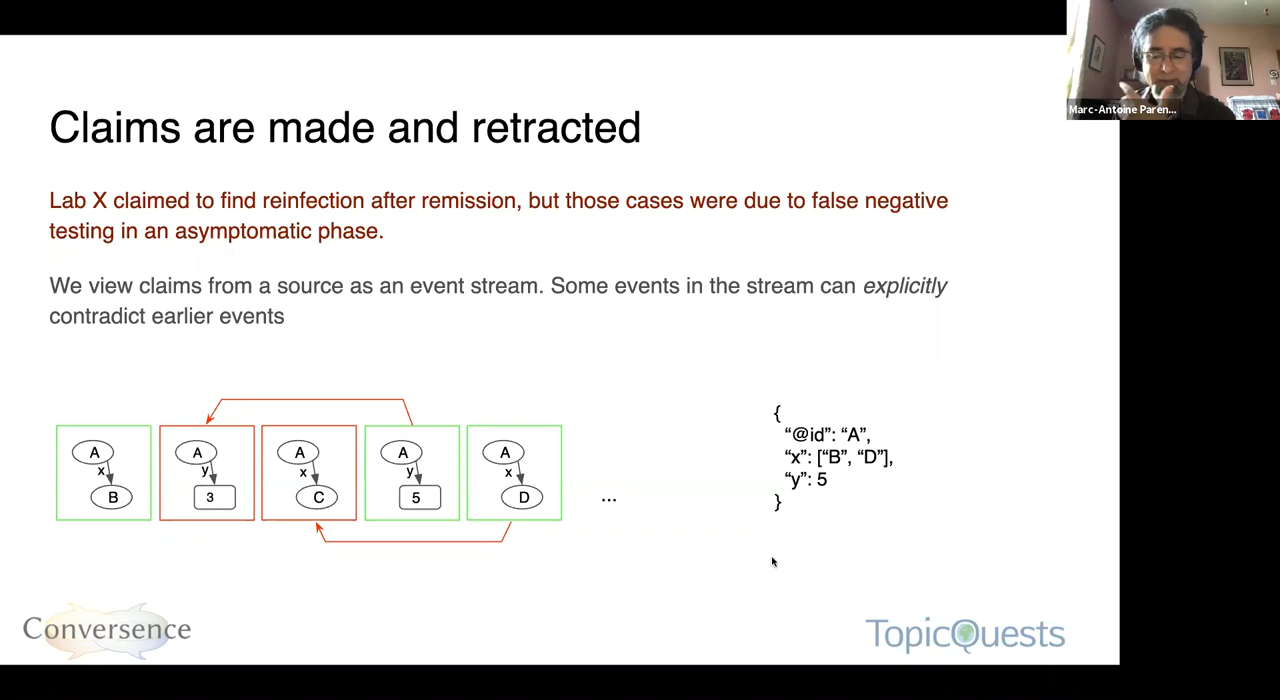 Marc-Antoine Paren...
Claims are made and retracted
Lab X claimed to find reinfection after remission, but those cases were due to false negative
testing in an asymptomatic phase.
We view claims from a source as an event stream. Some events in the stream can explicitly
contradict earlier events
A x B
A y 3
A x C
A y 5
A x D
...
{
“@id”: “A”,
“x”: [“B”, “D”],
“y”: 5
}
Conversence
TopicQuests